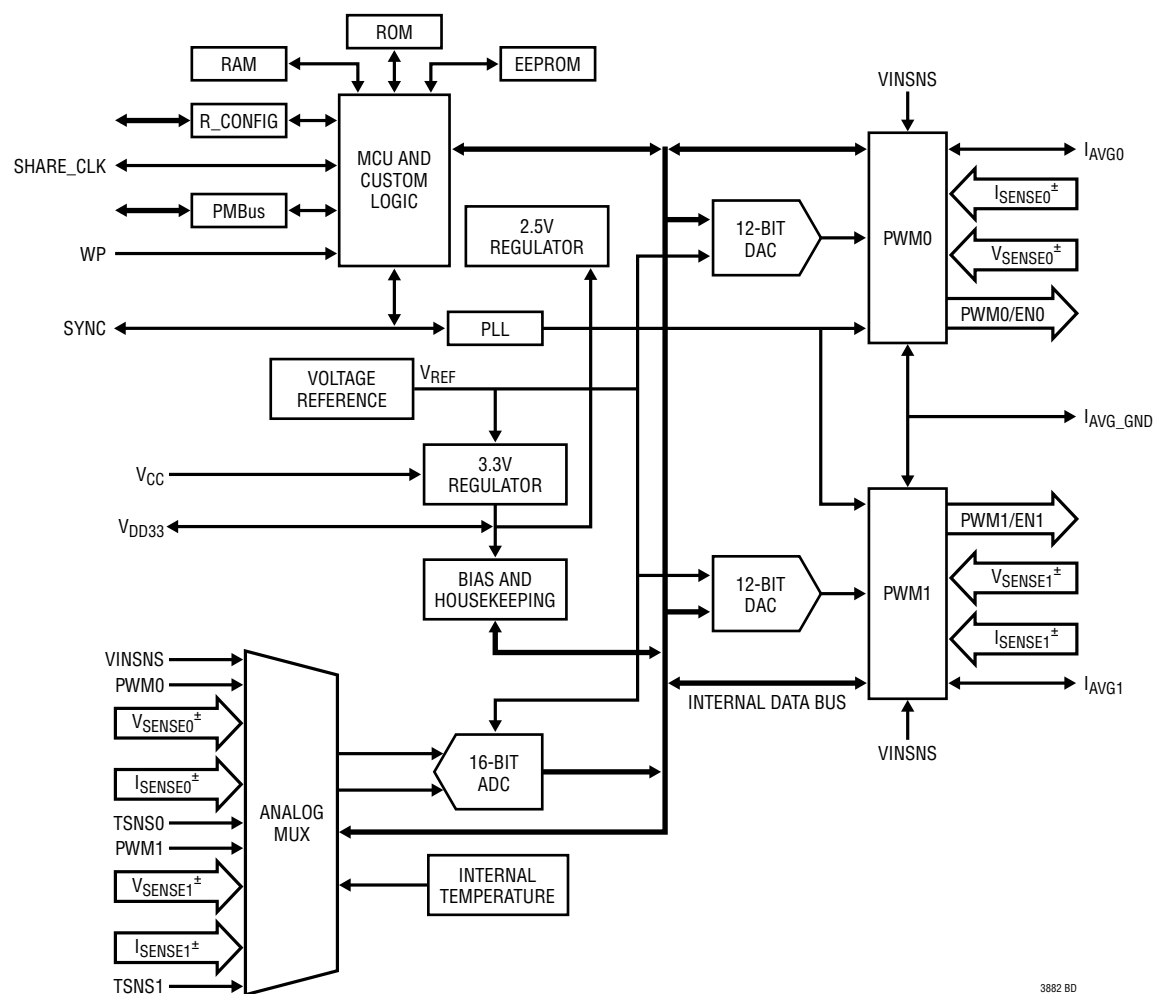 ROM
RAM
EEPROM
R_CONFIG
SHARE_CLK
MCU AND
CUSTOM
LOGIC
PMBus
WP
2.5V
REGULATOR
SYNC
PLL
VOLTAGE
REFERENCE
VREF
VCC
3.3V
REGULATOR
VDD33
BIAS AND
HOUSEKEEPING
VINSNS
PWM0
IAVG0
ISENSE0±
VSENSE0±
PWM0/EN0
12-BIT
DAC
IAVG_GND
12-BIT
DAC
PWM1
PWM1/EN1
VSENSE1±
ISENSE1±
IAVG1
INTERNAL DATA BUS
VINSNS
VINSNS
PWM0
VSENSE0±
ISENSE0±
TSNS0
PWM1
VSENSE1±
ISENSE1±
TSNS1
ANALOG
MUX
16-BIT
ADC
INTERNAL
TEMPERATURE
3882 BD